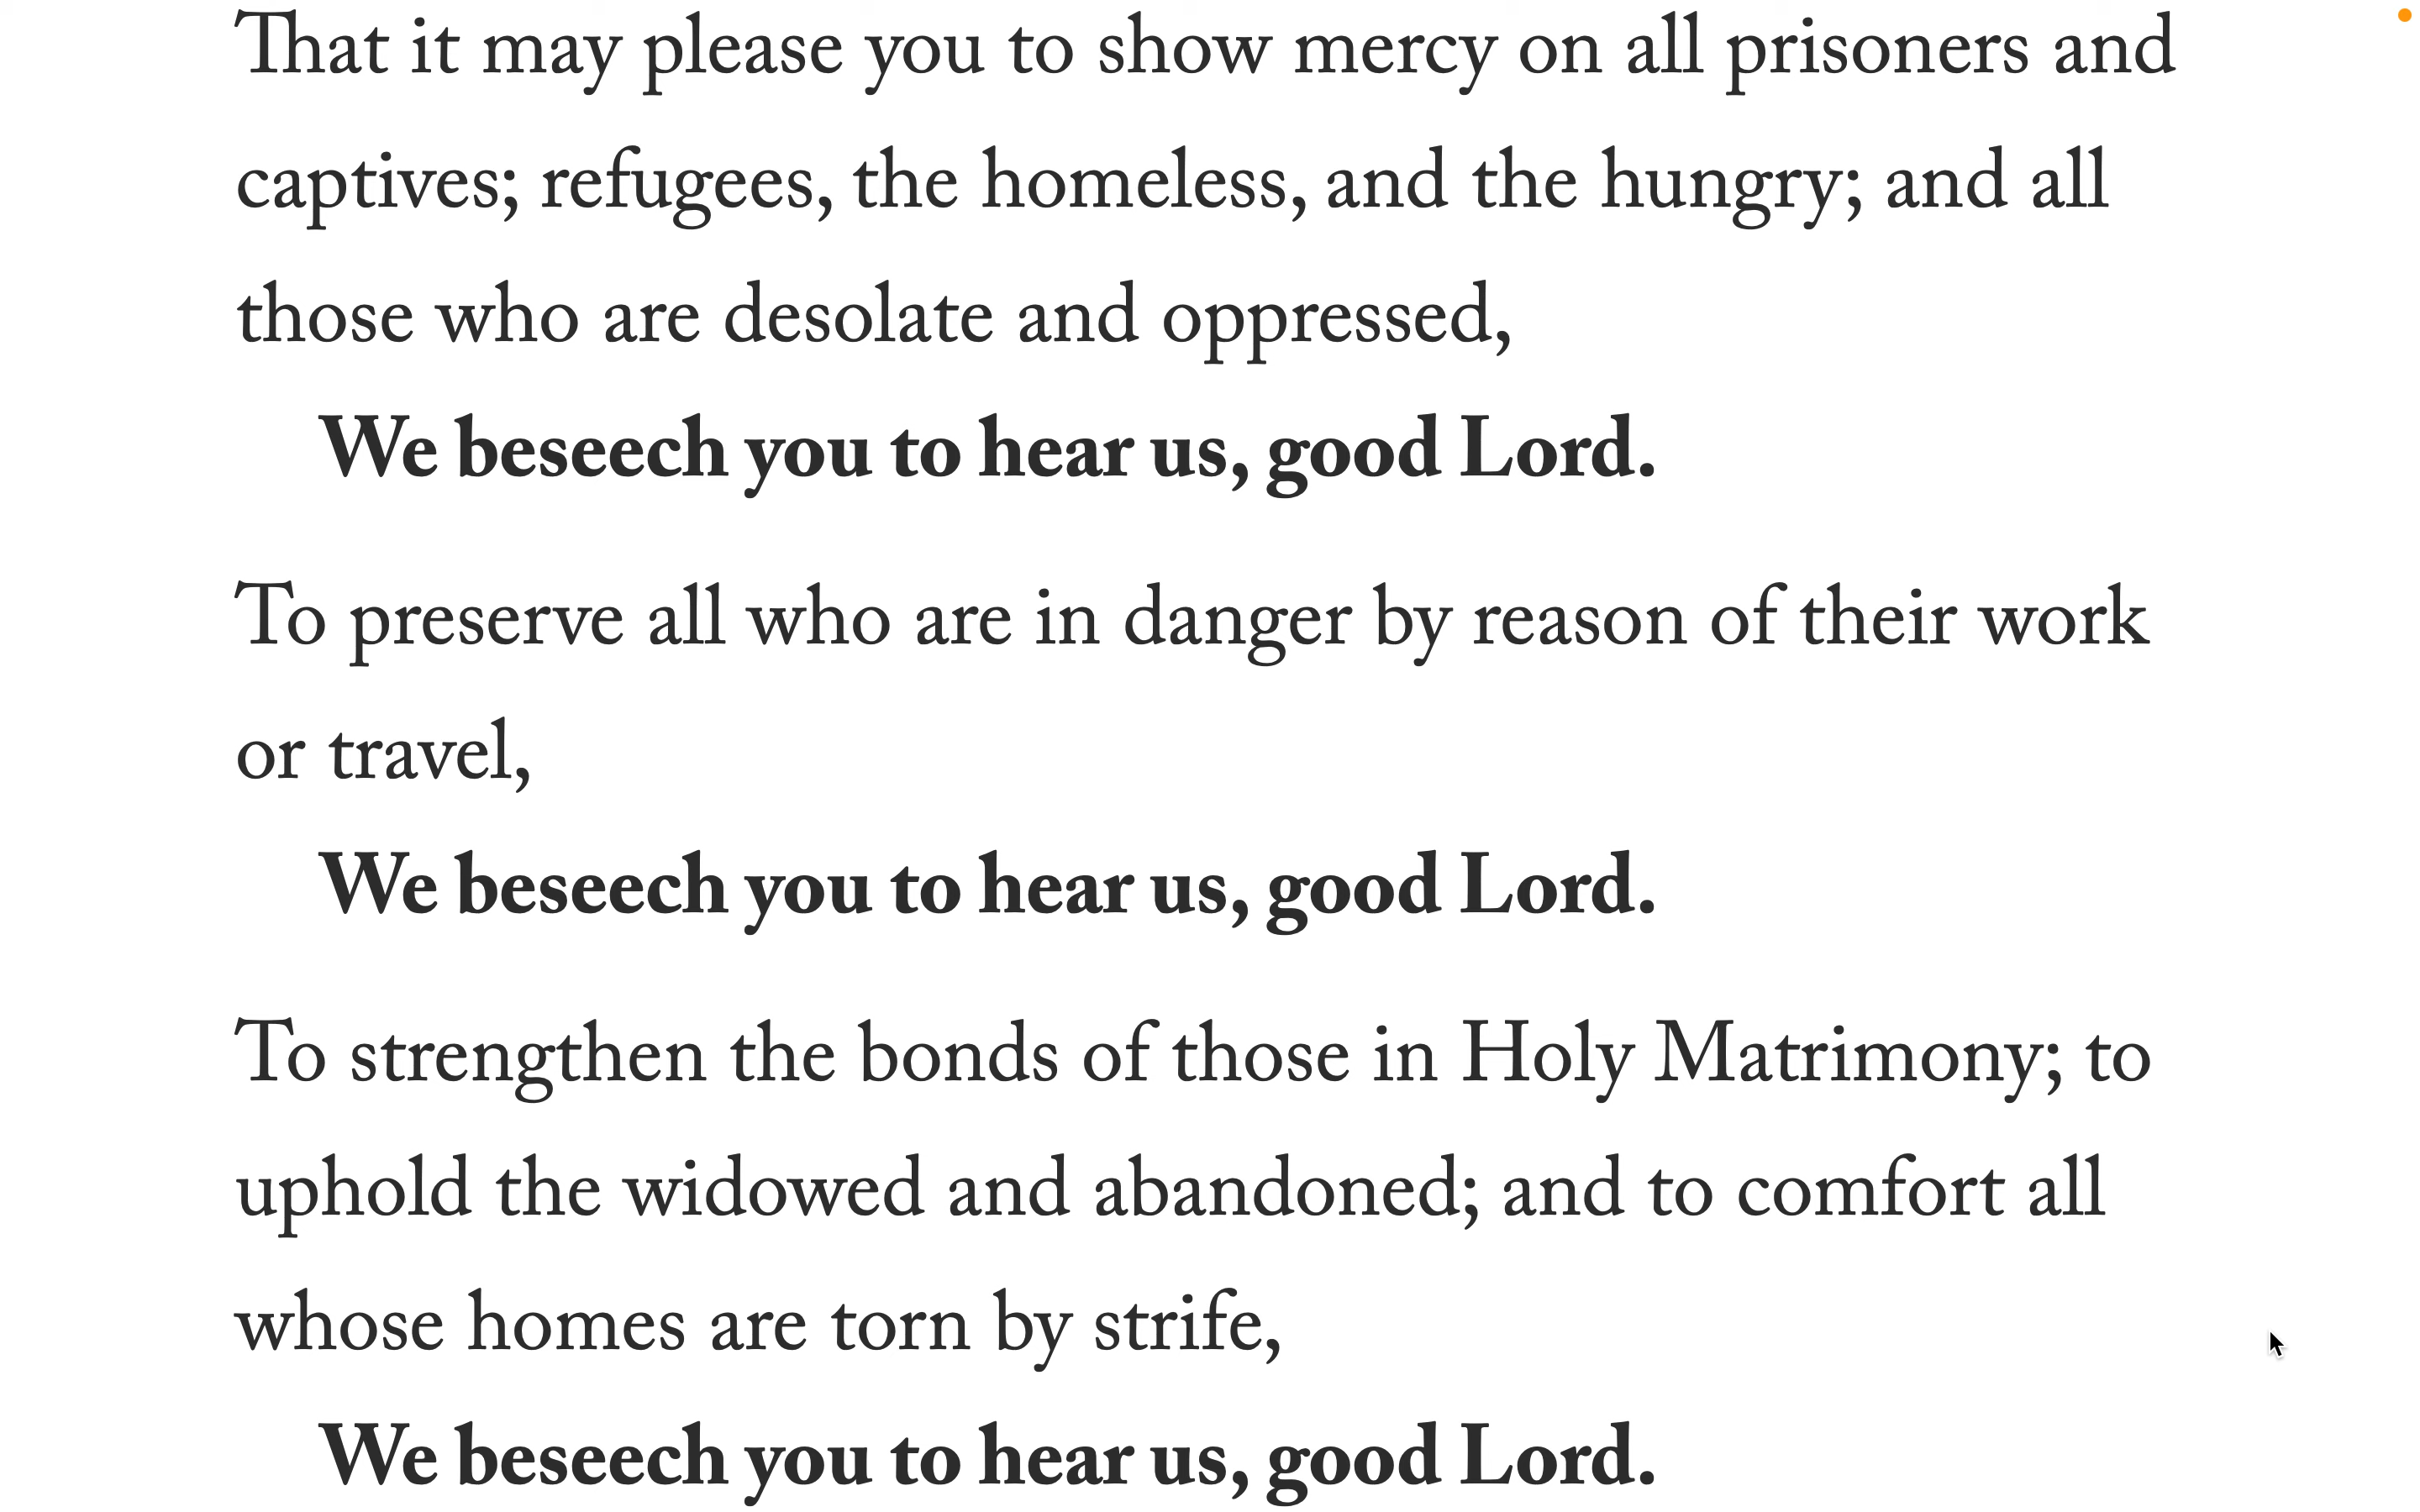 That it may please you to show mercy on all prisoners and
captives; refugees, the homeless, and the hungry; and all
those who are desolate and oppressed,
We beseech you to hear us, good Lord.
To preserve all who are in danger by reason of their work
or travel,
We beseech you to hear us, good Lord.
To strengthen the bonds of those in Holy Matrimony; to
uphold the widowed and abandoned; and to comfort all
whose homes are torn by strife,
We beseech you to hear us, good Lord.